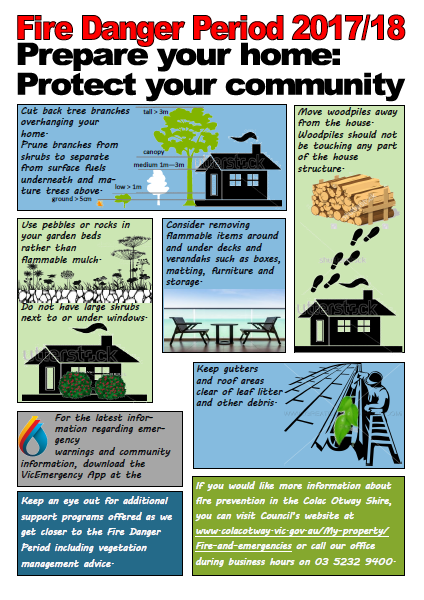 Fire Danger Period 2017/18
Prepare your home:
Protect your community
Cut back tree branches
overhanging your
home.
Prune branches from
shrubs to separate
from surface fuels
underneath and ma-
ture trees above.
tall > 3m
canopy
medium 1m—3m
low > 1m
ground > 5cm
shutterstock
Move woodpiles away
from the house.
Woodpiles should not
be touching any part
of the house
structure.
Use pebbles or rocks in
your garden beds
rather than
flammable mulch.
Do not have large shrubs
next to or under windows.
shutterstock
Consider removing
flammable items around
and under decks and
verandahs such as boxes,
matting, furniture and
storage.
shutterstock
Keep gutters
and roof areas
clear of leaf litter
and other debris.
For the latest infor-
mation regarding emer-
gency
warnings and community
information, download the
VicEmergency App at the
Keep an eye out for additional
support programs offered as we
get closer to the Fire Danger
Period including vegetation
management advice.
If you would like more information about
fire prevention in the Colac Otway Shire,
you can visit Council's website at
www.colacotway.vic.gov.au/My-property/
Fire-and-emergencies or call our office
during business hours on 03 5232 9400.